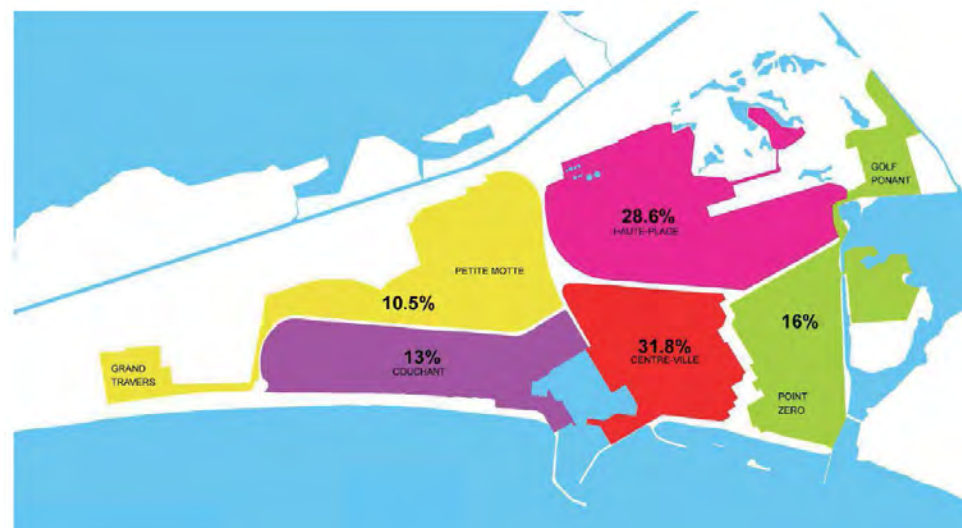 GOLF
PONANT
28.6%
HAUTE-PLAGE
PETITE MOTTE
10.5%
16%
31.8%
CENTRE-VILLE
13%
COUCHANT
GRAND
TRAVERS
POINT
ZERO